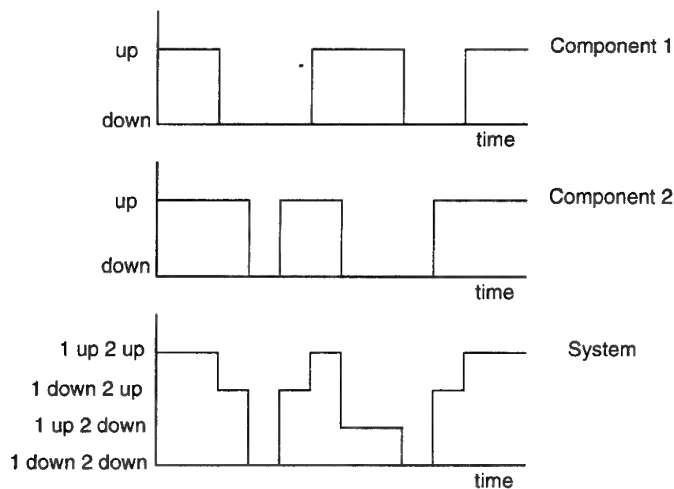 up
Component 1
down
time
up
Component 2
down
time
1 up 2 up
System
1 down 2 up
1 up 2 down
1 down 2 down
time